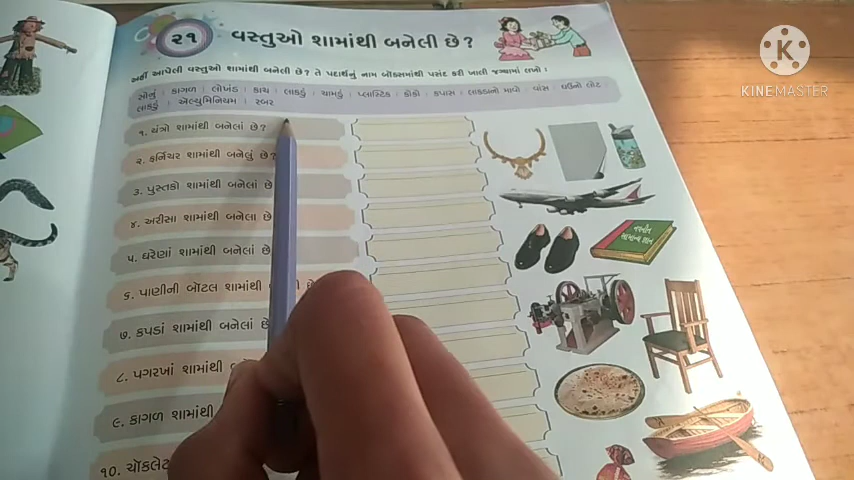 ૨૧ વસ્તુઓ શામાંથી બનેલી છે?
અહીં આપેલી વસ્તુઓ શામાંથી બનેલી છે? તે પદાર્થનું નામ બૉક્સમાંથી પસંદ કરી ખાલી જગ્યામાં લખો :
સોનું | કાગળ | લોખંડ | કાચ | લાકડું | ચામડું | પ્લાસ્ટિક | કોકો | કપાસ | લાકડાનો માવો | વાંસ | ઘઉંનો લોટ
લાકડું | ઍલ્યુમિનિયમ | રબર
૧. યંત્રો શામાંથી બનેલાં છે?
૨. ફર્નિચર શામાંથી બનેલું છે?
૩. પુસ્તકો શામાંથી બનેલાં છે
૪. અરીસા શામાંથી બનેલા છે
૫. ઘરેણાં શામાંથી બનેલાં છે
૬. પાણીની બૉટલ શામાંથી
૭. કપડાં શામાંથી બનેલાં છે
૮. પગરખાં શામાંથી
૯. કાગળ શામાંથી
૧૦. ચૉકલેટ
નવનીત
સામાન્ય જ્ઞાન
KINEMASTER